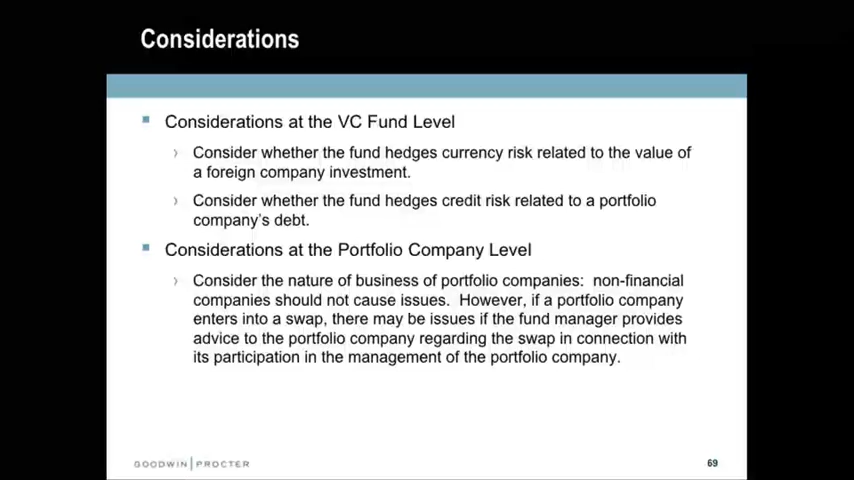 Considerations
Considerations at the VC Fund Level
Consider whether the fund hedges currency risk related to the value of
a foreign company investment.
Consider whether the fund hedges credit risk related to a portfolio
company's debt.
Considerations at the Portfolio Company Level
Consider the nature of business of portfolio companies:  non-financial
companies should not cause issues.  However, if a portfolio company
enters into a swap, there may be issues if the fund manager provides
advice to the portfolio company regarding the swap in connection with
its participation in the management of the portfolio company.
GOODWIN | PROCTER
69